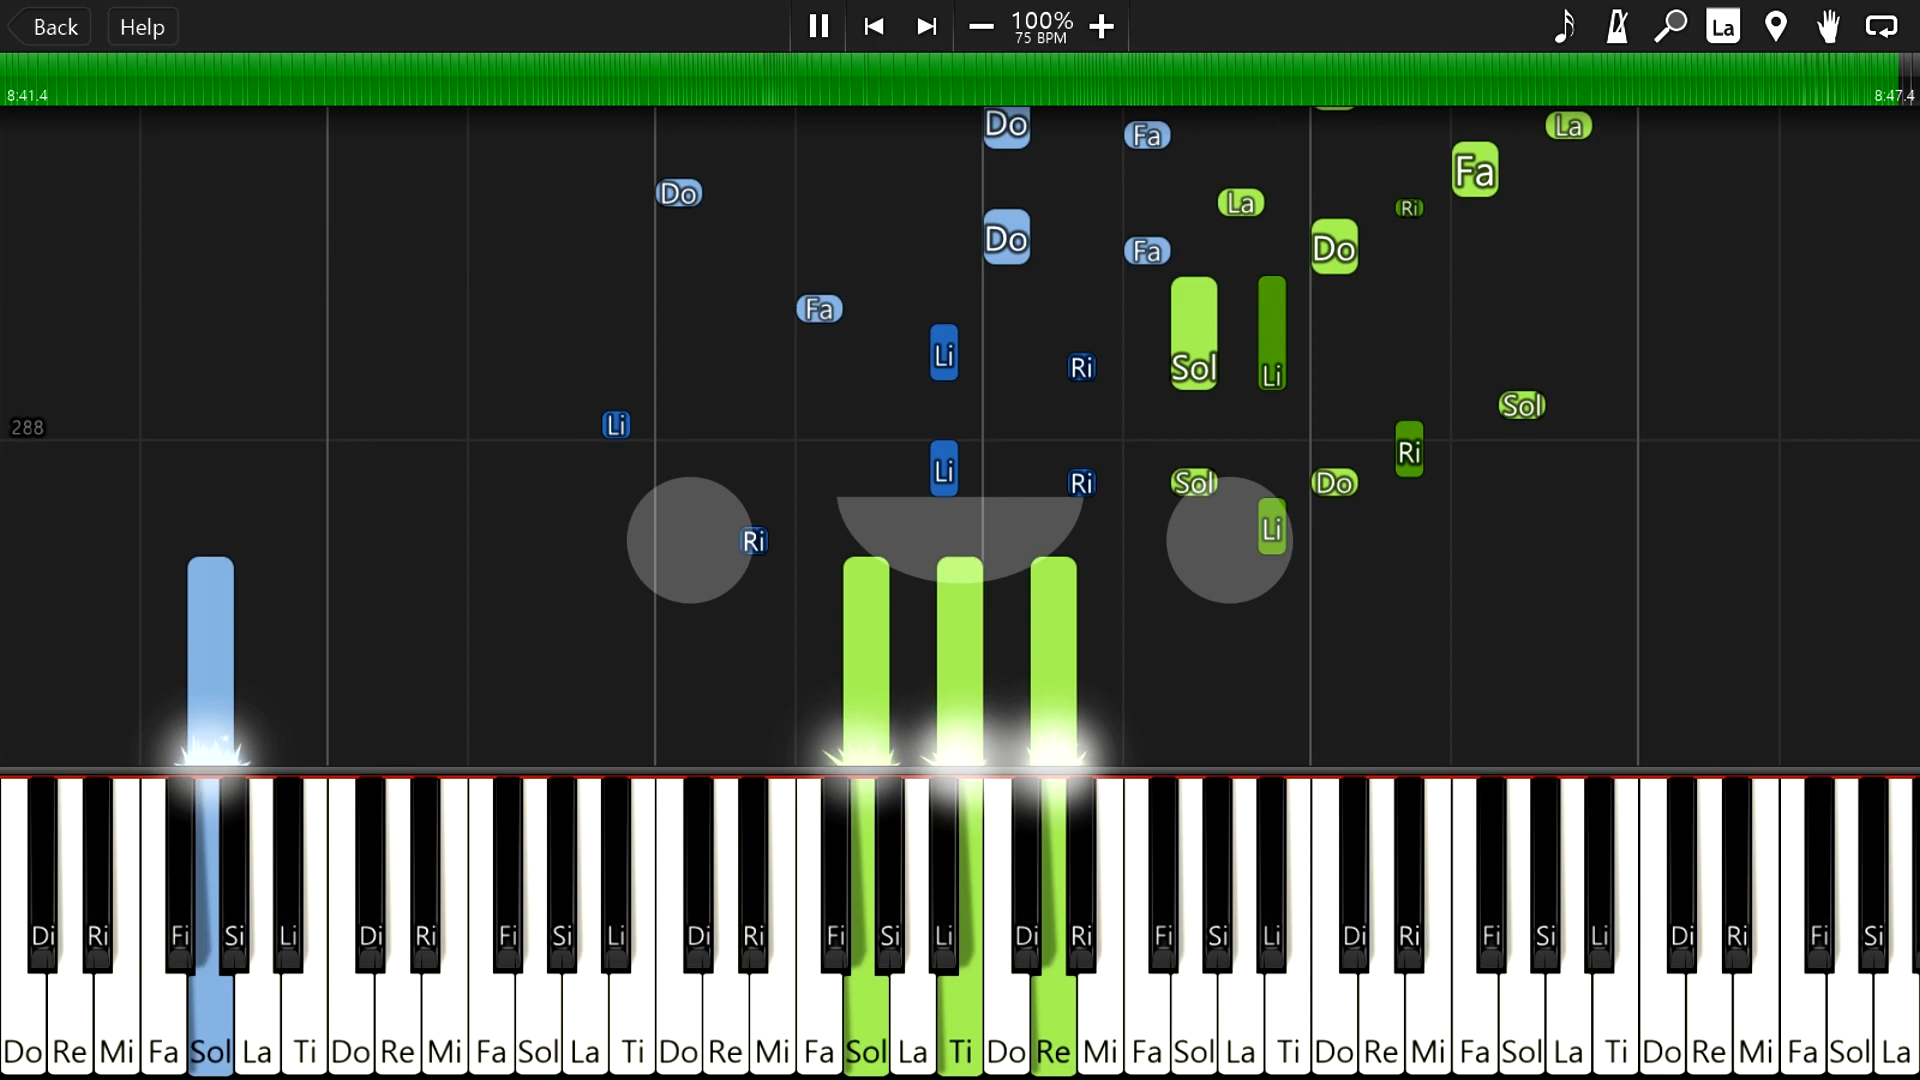 Back Help 100% La
75 BPM
8:41.4 8:47.4
Do Fa La
Fa
Do La Ri
Do Fa Do
Fa
Li Ri Sol Li
Sol
288 Li
Li Ri
Ri Sol Do
Li
Ri
Di Ri Fi Si Li Di Ri Fi Si Li Di Ri Fi Si Li Di Ri Fi Si Li Di Ri Fi Si Li Di Ri Fi Si
Do Re Mi Fa Sol La Ti Do Re Mi Fa Sol La Ti Do Re Mi Fa Sol La Ti Do Re Mi Fa Sol La Ti Do Re Mi Fa Sol La Ti Do Re Mi Fa Sol La